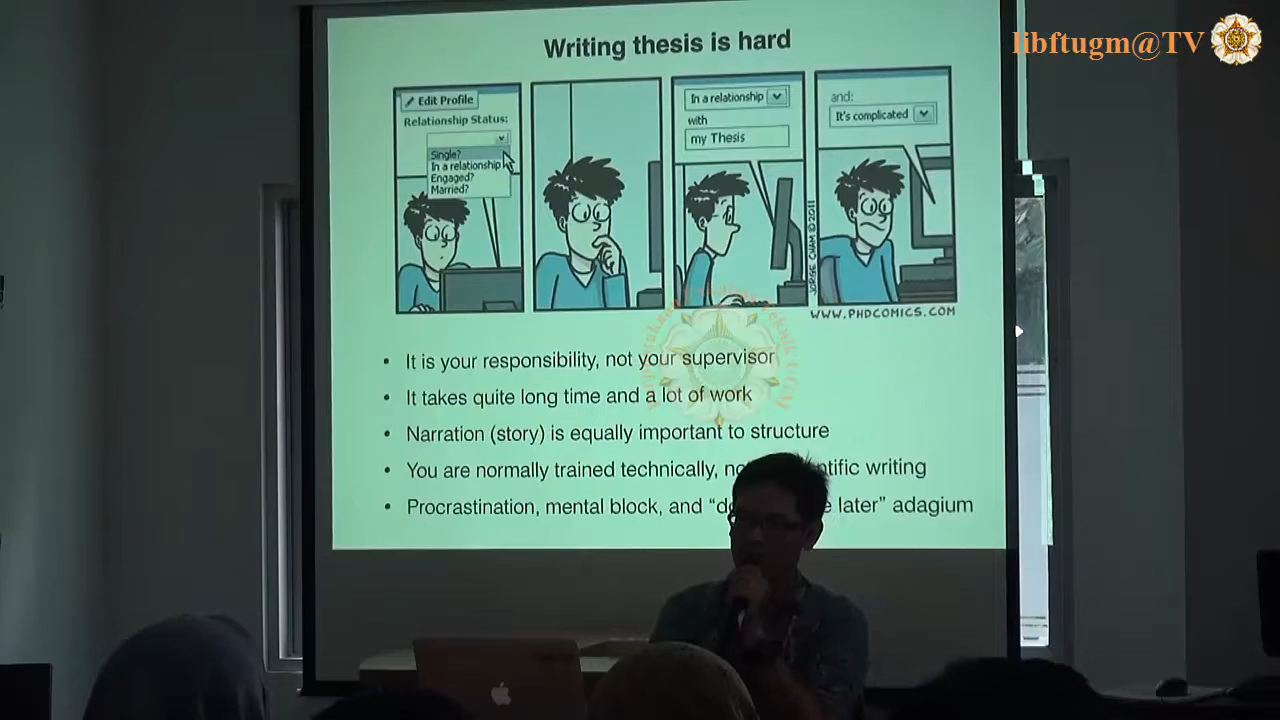 libftugm@TV
Writing thesis is hard
Edit Profile
Relationship Status:
Single?
In a relationship
Engaged?
Married?
In a relationship
with
my Thesis
and:
It's complicated
JORGE CHAM © 2011
WWW.PHDCOMICS.COM
• It is your responsibility, not your supervisor
• It takes quite long time and a lot of work
• Narration (story) is equally important to structure
• You are normally trained technically, no ntific writing
• Procrastination, mental block, and “do later” adagium